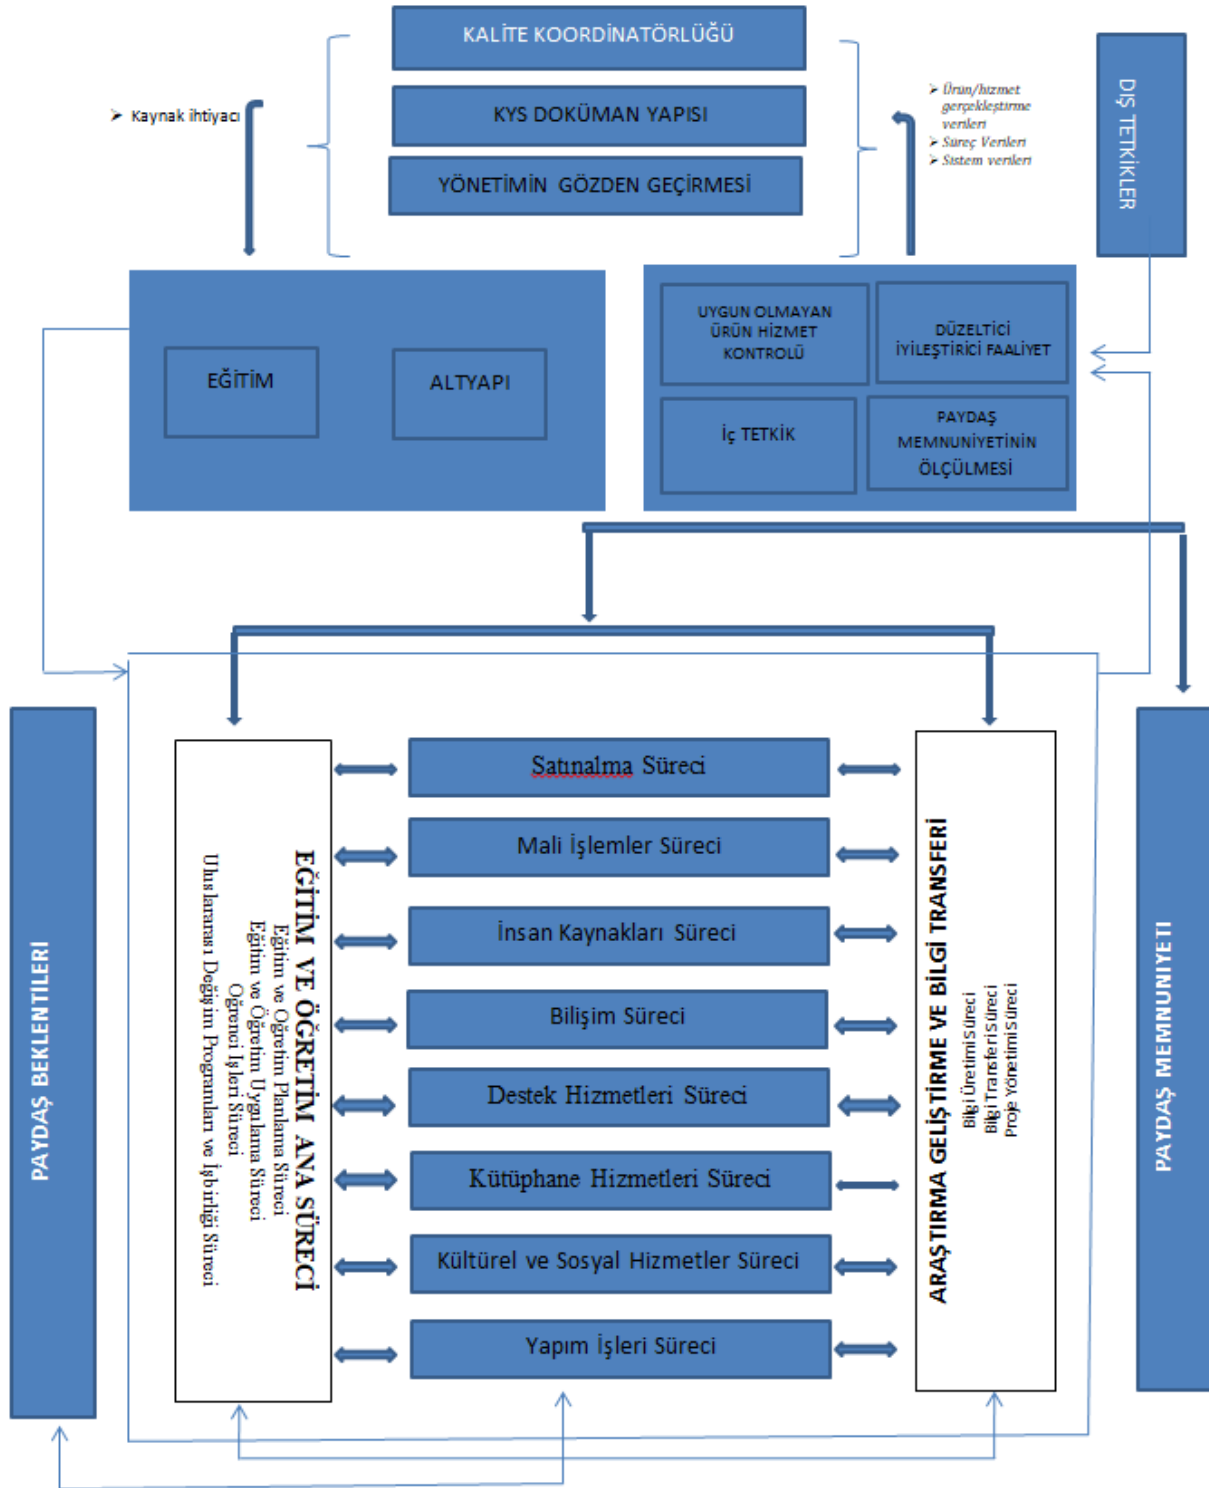 KALİTE KOORDİNATÖRLÜĞÜ
KYS DOKÜMAN YAPISI
YÖNETİMİN GÖZDEN GEÇİRMESİ
➤ Kaynak ihtiyacı
➤ Ürün/hizmet
gerçekleştirme
verileri
➤ Süreç Verileri
➤ Sistem verileri
DIŞ TETKİKLER
EĞİTİM
ALTYAPI
UYGUN OLMAYAN
ÜRÜN HİZMET
KONTROLÜ
DÜZELTİCİ
İYİLEŞTİRİCİ FAALİYET
İÇ TETKİK
PAYDAŞ
MEMNUNİYETİNİN
ÖLÇÜLMESİ
PAYDAŞ BEKLENTİLERİ
EĞİTİM VE ÖĞRETİM ANA SÜRECİ
Eğitim ve Öğretim Planlama Süreci
Eğitim ve Öğretim Uygulama Süreci
Öğrenci İşleri Süreci
Uluslararası Değişim Programları ve İşbirliği Süreci
Satınalma Süreci
Mali İşlemler Süreci
İnsan Kaynakları Süreci
Bilişim Süreci
Destek Hizmetleri Süreci
Kütüphane Hizmetleri Süreci
Kültürel ve Sosyal Hizmetler Süreci
Yapım İşleri Süreci
ARAŞTIRMA GELİŞTİRME VE BİLGİ TRANSFERİ
Bilgi Üretimi Süreci
Bilgi Transferi Süreci
Proje Yönetimi Süreci
PAYDAŞ MEMNUNIYETI